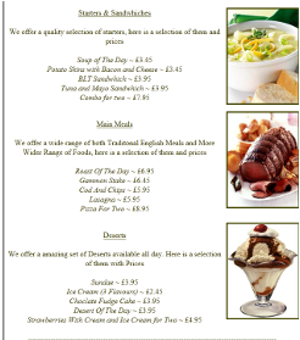 Starters & Sandwhiches
We offer a quality selection of starters, here is a selection of them and
prices
Soup of The Day ~ £3.45
Potato Skins with Bacon and Cheese ~ £3.45
BLT Sandwhich ~ £3.95
Tuna and Mayo Sandwhich ~ £3.95
Combo for two ~ £7.95
Main Meals
We offer a wide range of both Traditonal English Meals and More
Wider Range of Foods, here is a selection of them and prices
Roast Of The Day ~ £6.95
Gammon Stake ~ £6.45
Cod And Chips ~ £5.95
Lasagna ~ £5.95
Pizza For Two ~ £8.95
Deserts
We offer a amazing set of Deserts available all day. Here is a selection
of them with Prices
Sundae ~ £3.95
Ice Cream (3 Flavours) ~ £2.45
Choclate Fudge Cake ~ £3.95
Desert Of The Day ~ £3.95
Strawberries With Cream and Ice Cream for Two ~ £4.95